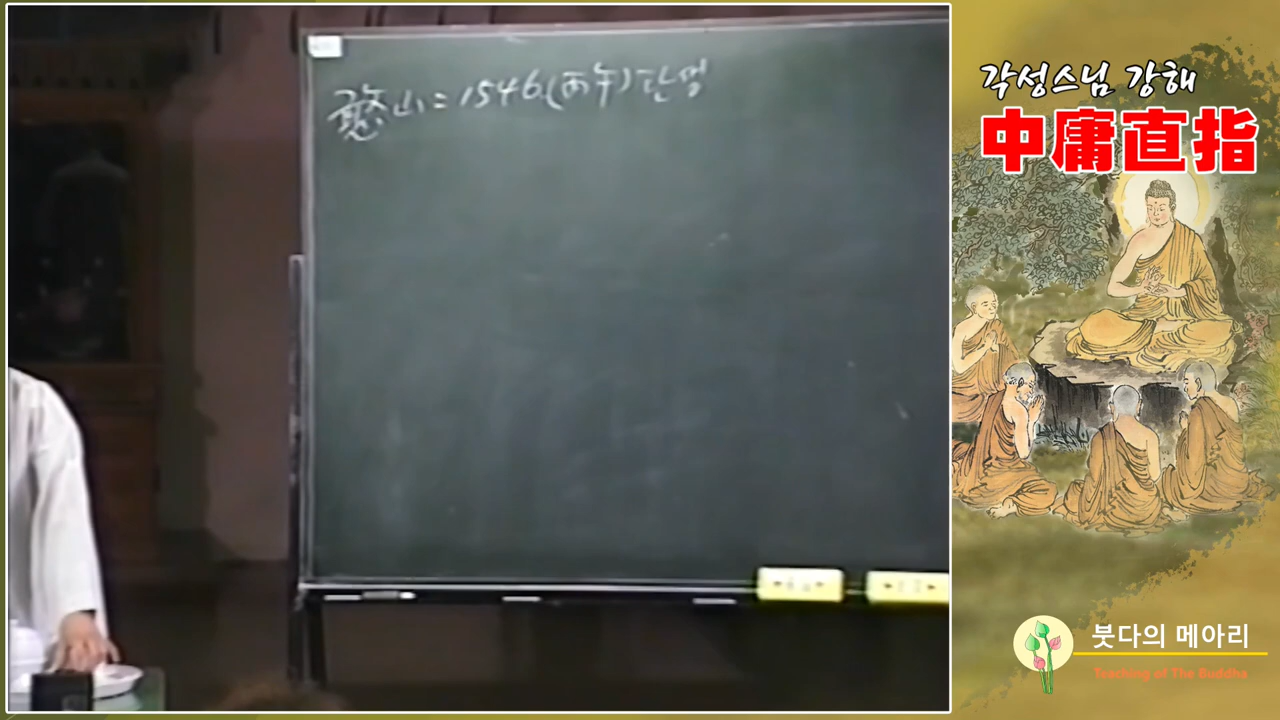 憨山=1546(丙午)탄생
각성스님 강해
中庸直指
붓다의 메아리
Teaching of The Buddha